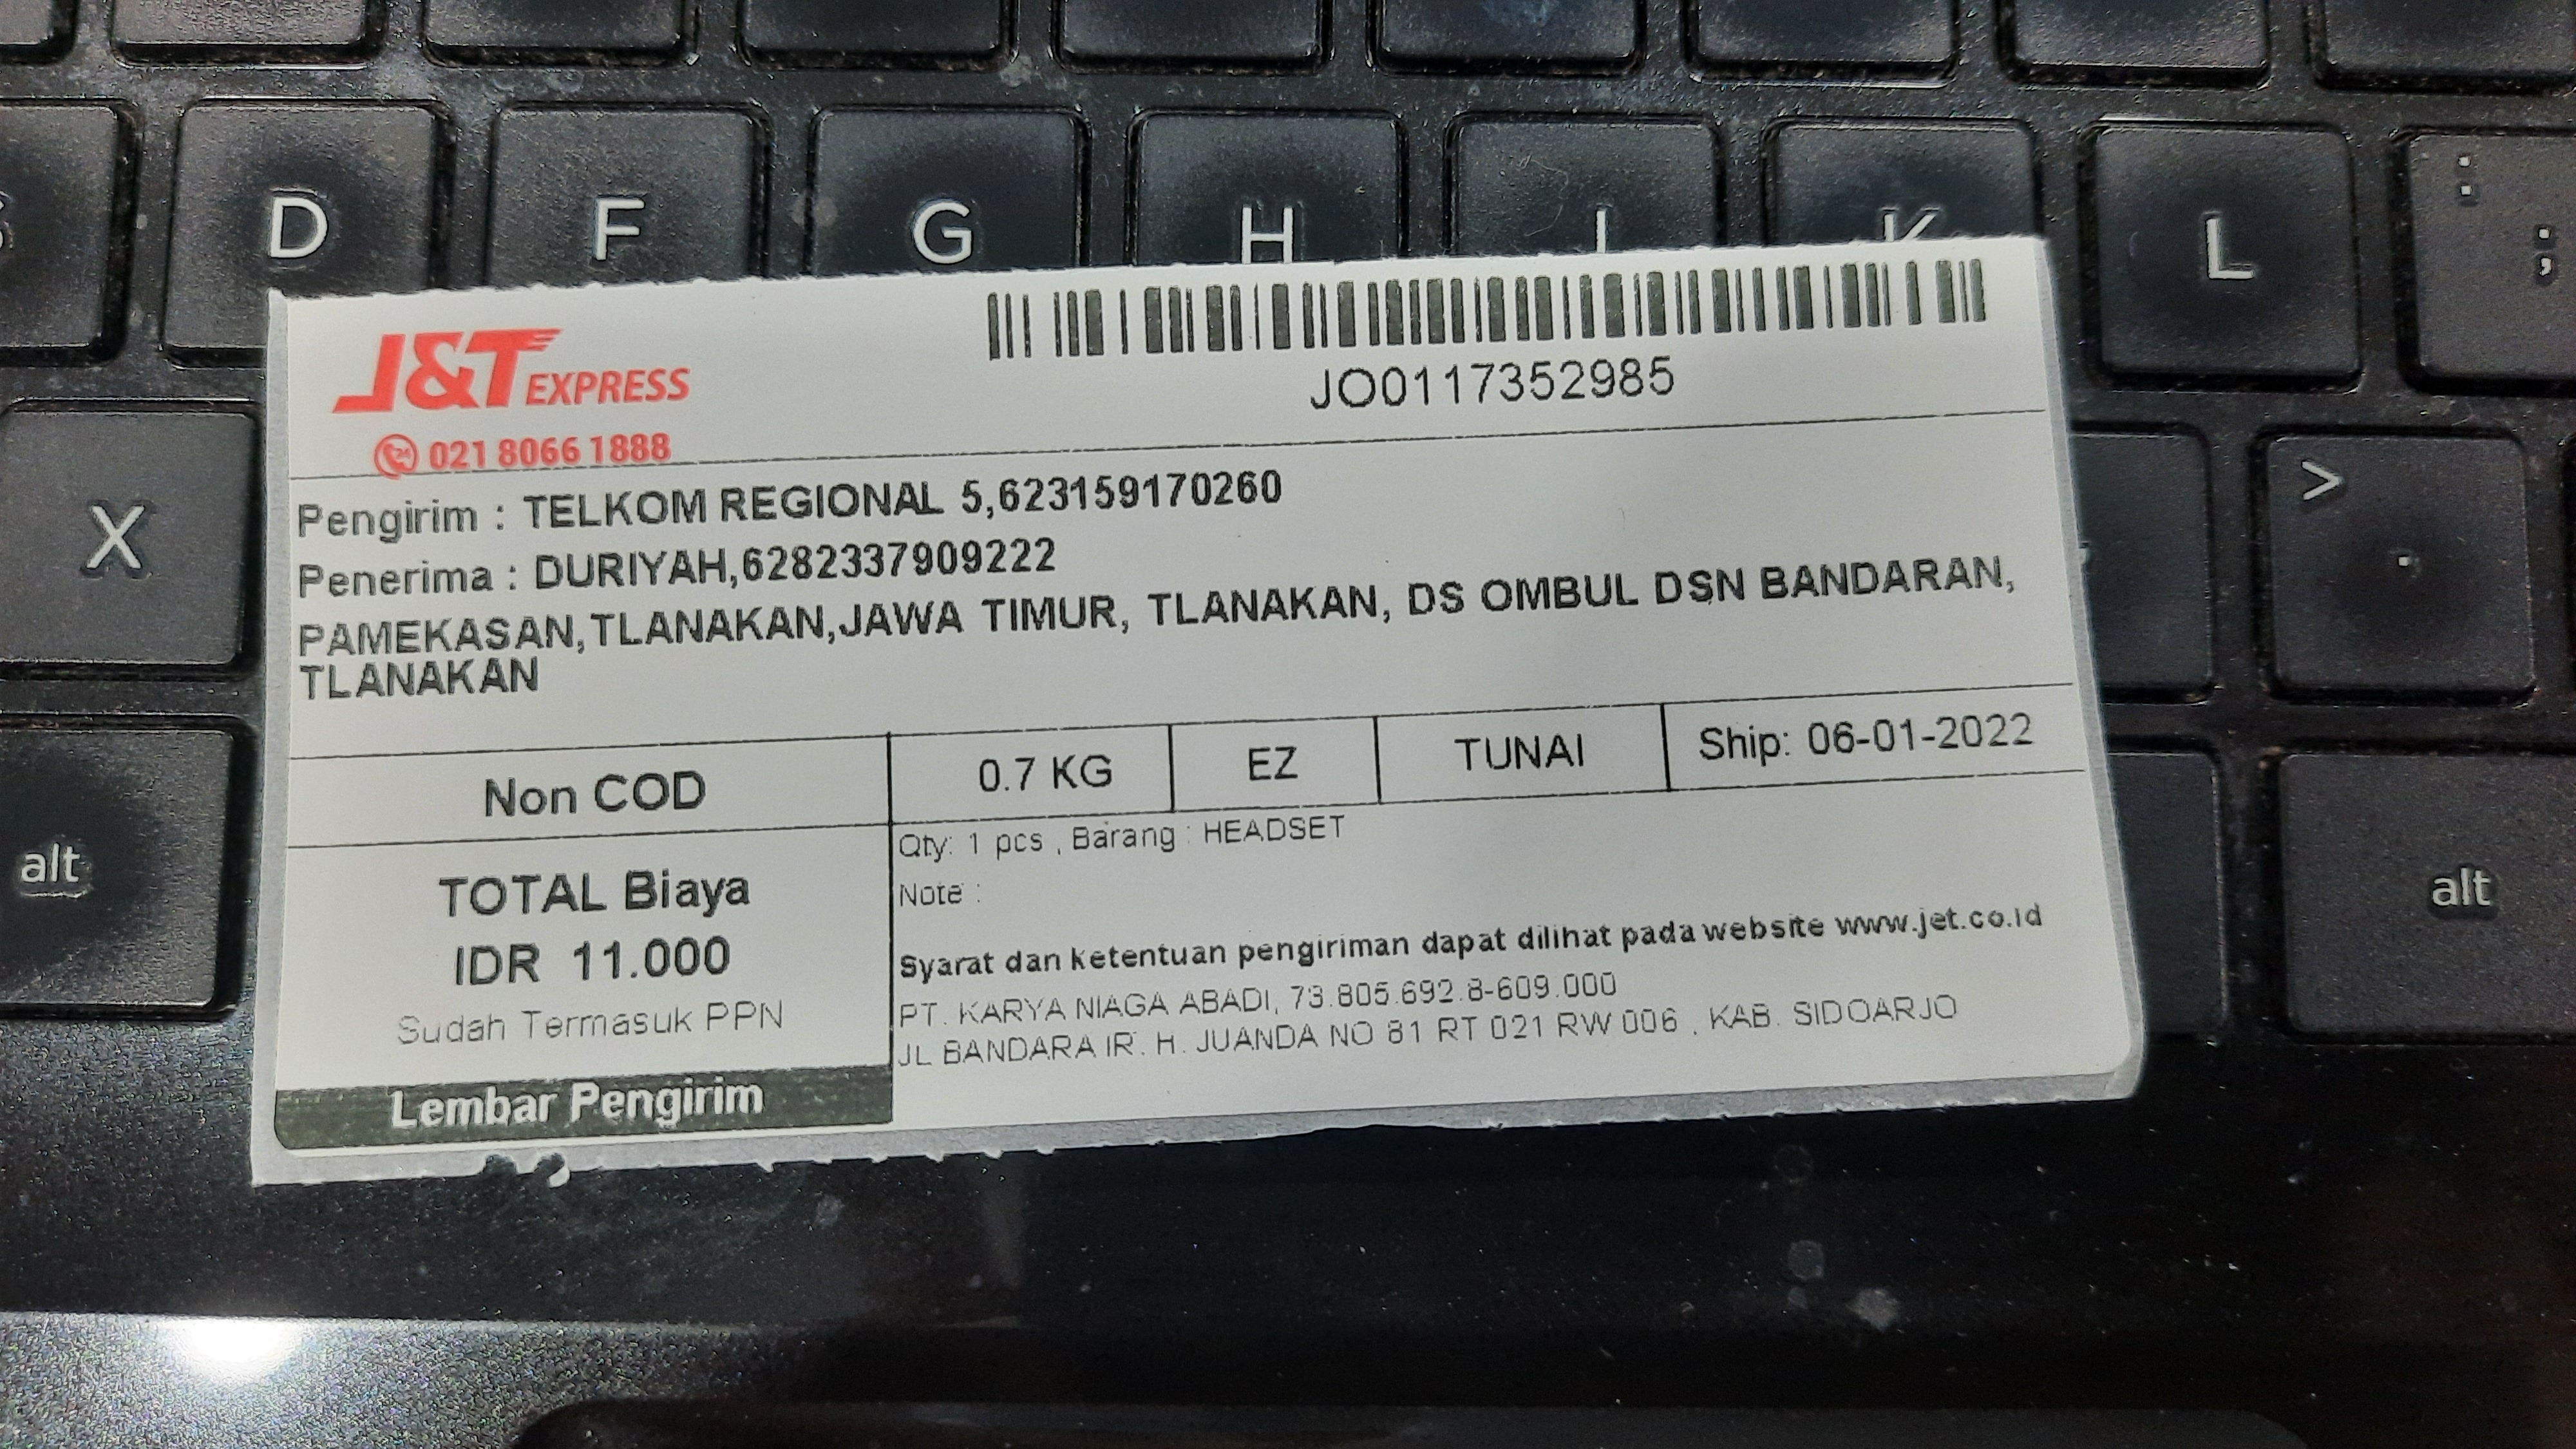 J&T EXPRESS
021 8066 1888
JO0117352985
Pengirim : TELKOM REGIONAL 5,623159170260
Penerima : DURIYAH,6282337909222
PAMEKASAN,TLANAKAN,JAWA TIMUR, TLANAKAN, DS OMBUL DSN BANDARAN,
TLANAKAN
Non COD
0.7 KG
EZ
TUNAI
Ship: 06-01-2022
TOTAL Biaya
IDR 11.000
Sudah Termasuk PPN
Lembar Pengirim
Qty: 1 pcs , Barang : HEADSET
Note :
Syarat dan ketentuan pengiriman dapat dilihat pada website www.jet.co.id
PT. KARYA NIAGA ABADI, 73.805.692.8-609.000
JL BANDARA IR. H. JUANDA NO 81 RT 021 RW 006 , KAB. SIDOARJO
alt
X
D
F
G
H
K
L
>
.
alt
:
;